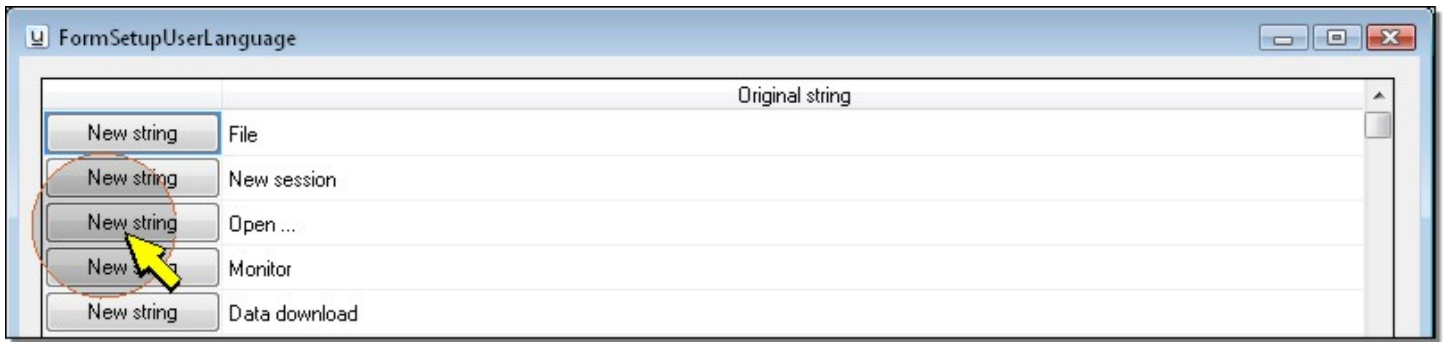 FormSetupUserLanguage
Original string
New string File
New string New session
New string Open ...
New string Monitor
New string Data download